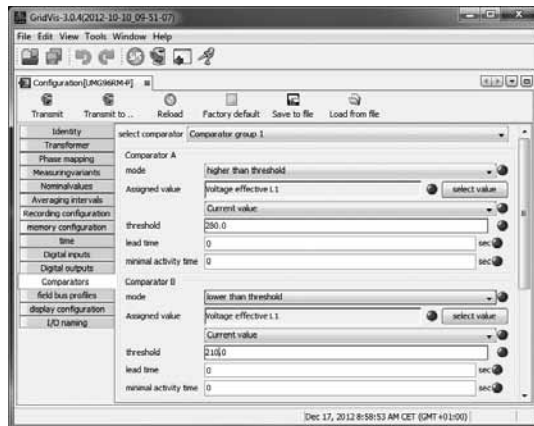 GridVis-3.0.4(2012-10-10_09-51-07)
File Edit View Tools Window Help
Configuration[UMG96RM-P]
Transmit Transmit to .. Reload Factory default Save to file Load from file
Identity
Transformer
Phase mapping
Measuringvariants
Nominalvalues
Averaging intervals
Recording configuration
memory configuration
time
Digital inputs
Digital outputs
Comparators
field bus profiles
display configuration
I/O naming
select comparator Comparator group 1
Comparator A
mode higher than threshold
Assigned value Voltage effective L1 select value
Current value
threshold 280.0
lead time 0 sec
minimal activity time 0 sec
Comparator B
mode lower than threshold
Assigned value Voltage effective L1 select value
Current value
threshold 210.0
lead time 0 sec
minimal activity time 0 sec
Dec 17, 2012 8:58:53 AM CET (GMT+01:00)